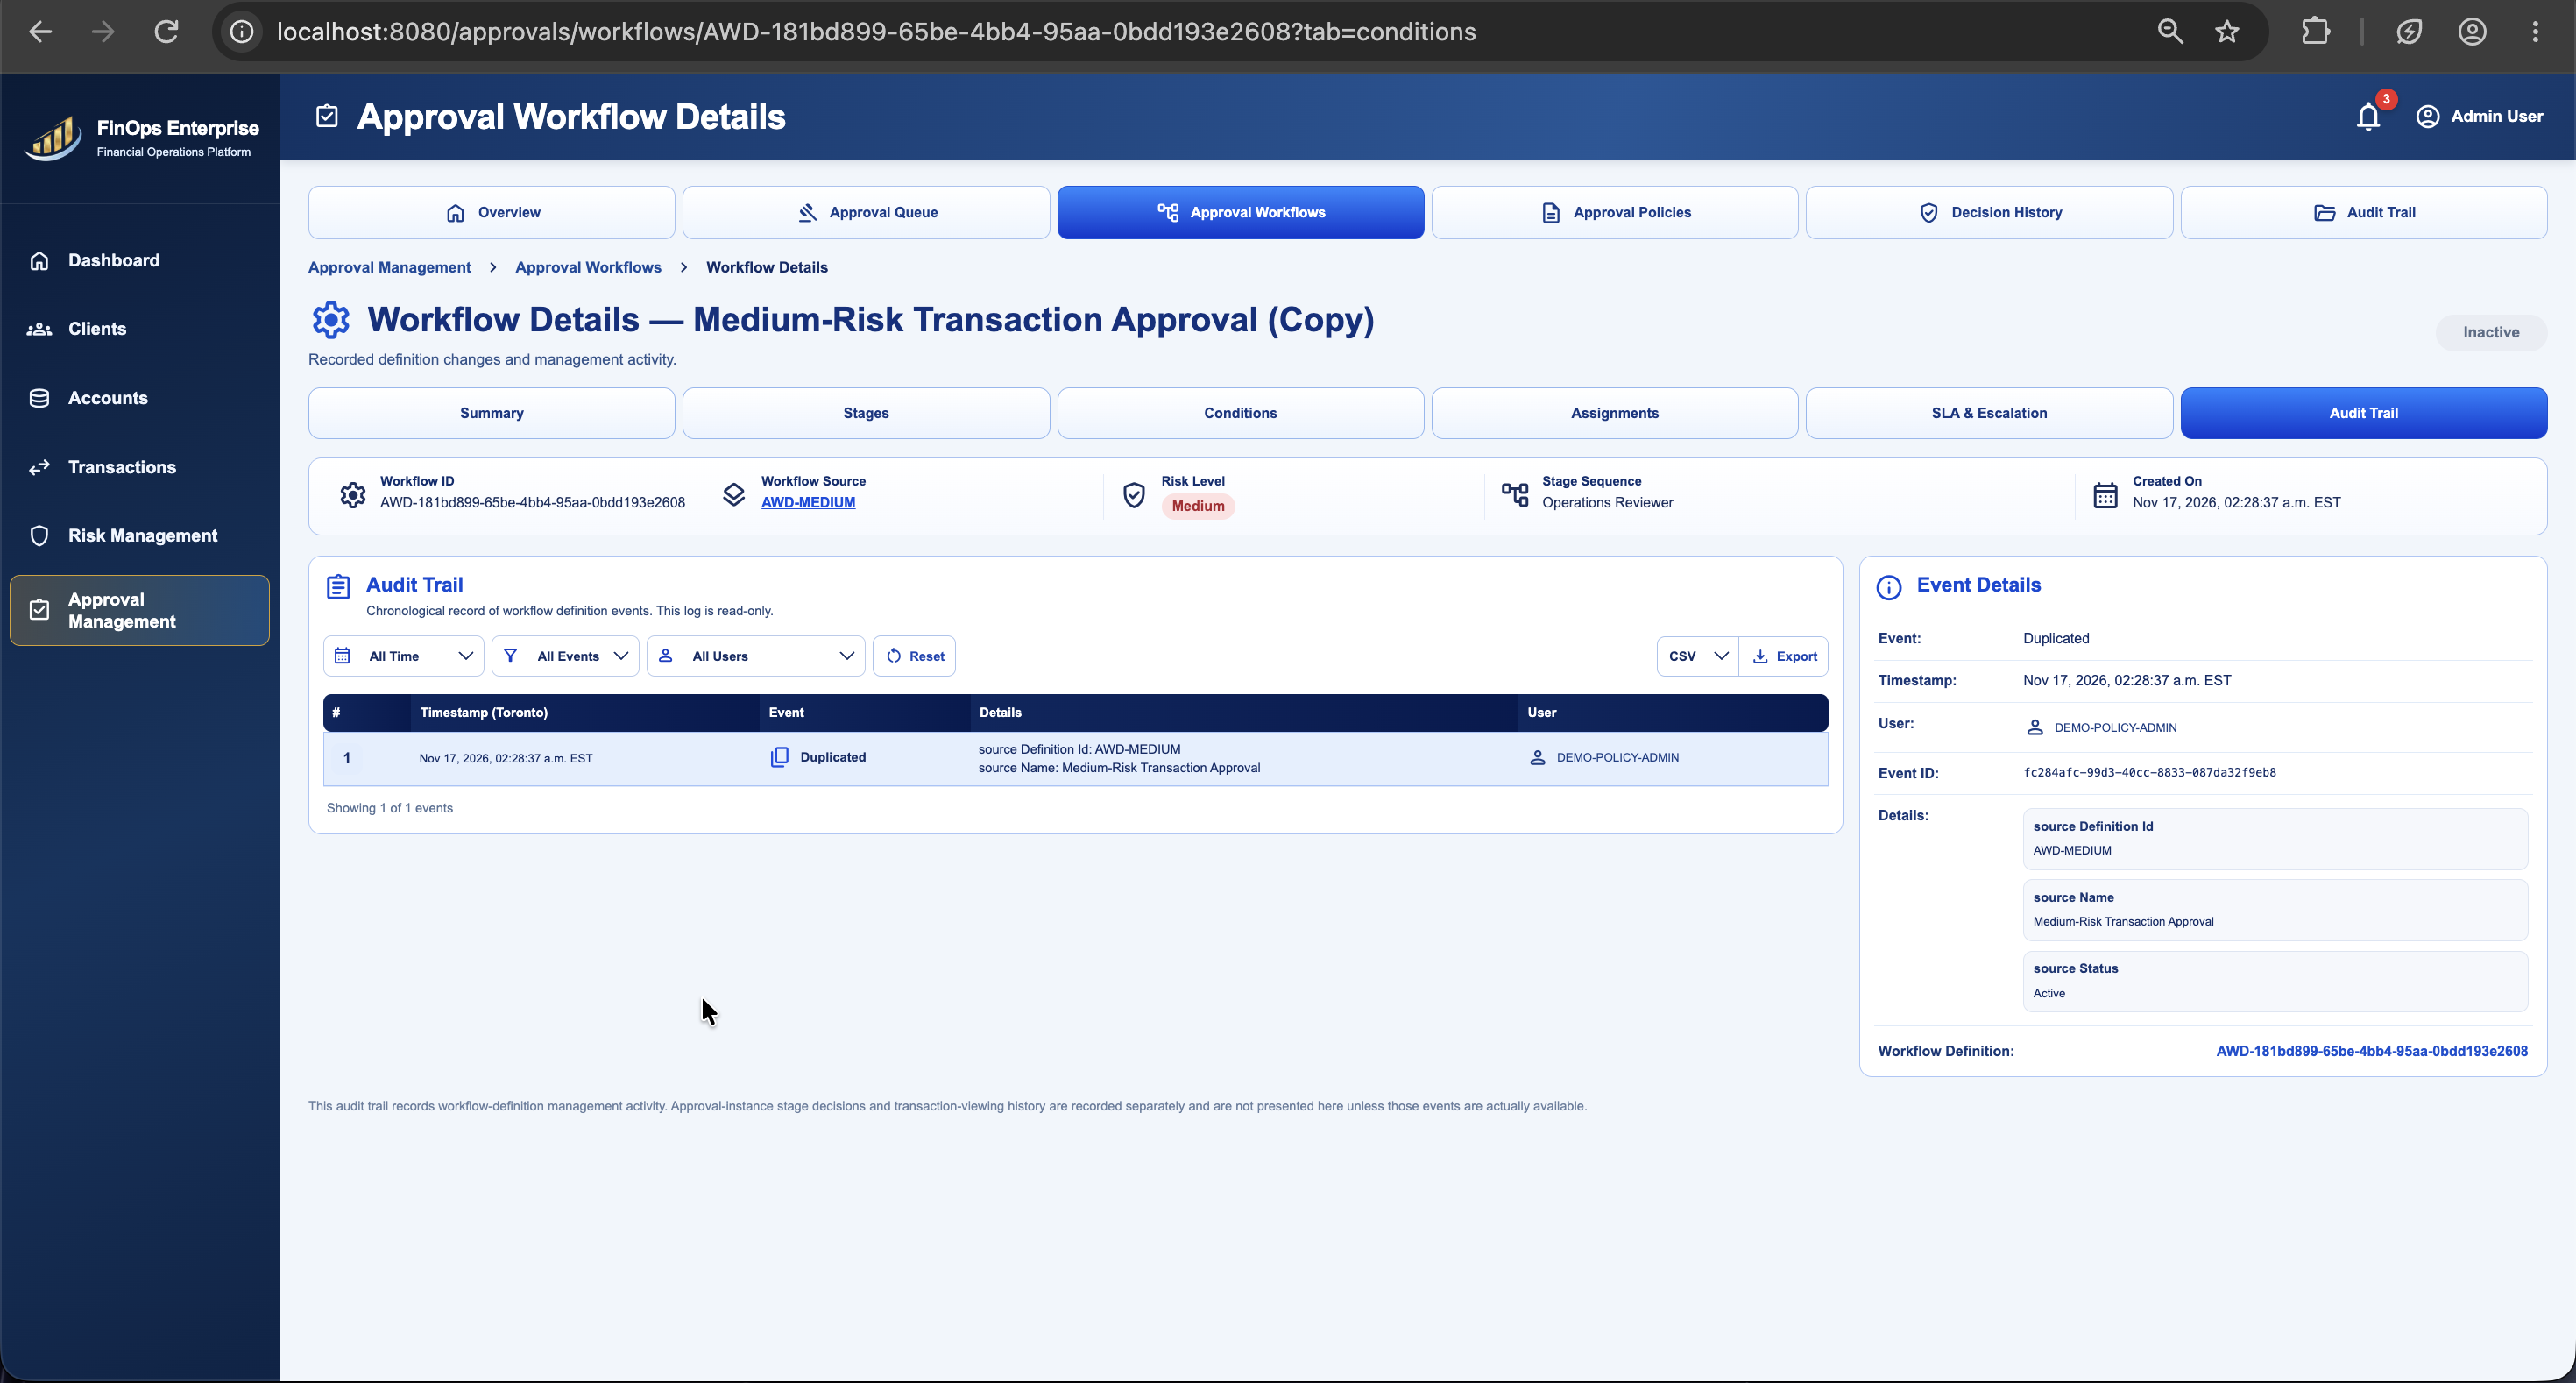 localhost:8080/approvals/workflows/AWD-181bd899-65be-4bb4-95aa-0bdd193e2608?tab=conditions
FinOps Enterprise
Financial Operations Platform
Approval Workflow Details
3
Admin User
Dashboard
Clients
Accounts
Transactions
Risk Management
Approval
Management
Overview
Approval Queue
Approval Workflows
Approval Policies
Decision History
Audit Trail
Approval Management > Approval Workflows > Workflow Details
Workflow Details — Medium-Risk Transaction Approval (Copy)
Inactive
Recorded definition changes and management activity.
Summary
Stages
Conditions
Assignments
SLA & Escalation
Audit Trail
Workflow ID
AWD-181bd899-65be-4bb4-95aa-0bdd193e2608
Workflow Source
AWD-MEDIUM
Risk Level
Medium
Stage Sequence
Operations Reviewer
Created On
Nov 17, 2026, 02:28:37 a.m. EST
Audit Trail
Chronological record of workflow definition events. This log is read-only.
All Time
All Events
All Users
Reset
CSV
Export
# Timestamp (Toronto) Event Details User
1 Nov 17, 2026, 02:28:37 a.m. EST Duplicated source Definition Id: AWD-MEDIUM
source Name: Medium-Risk Transaction Approval
DEMO-POLICY-ADMIN
Showing 1 of 1 events
Event Details
Event: Duplicated
Timestamp: Nov 17, 2026, 02:28:37 a.m. EST
User: DEMO-POLICY-ADMIN
Event ID: fc284afc-99d3-40cc-8833-087da32f9eb8
Details:
source Definition Id
AWD-MEDIUM
source Name
Medium-Risk Transaction Approval
source Status
Active
Workflow Definition: AWD-181bd899-65be-4bb4-95aa-0bdd193e2608
This audit trail records workflow-definition management activity. Approval-instance stage decisions and transaction-viewing history are recorded separately and are not presented here unless those events are actually available.